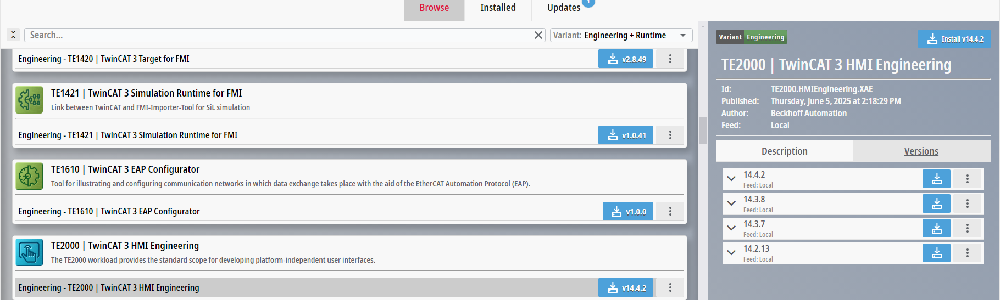 Browse
Installed
Updates
1
Search...
Variant: Engineering + Runtime
Engineering - TE1420 | TwinCAT 3 Target for FMI
v2.8.49
TE1421 | TwinCAT 3 Simulation Runtime for FMI
Link between TwinCAT and FMI-Importer-Tool for SiL simulation
Engineering - TE1421 | TwinCAT 3 Simulation Runtime for FMI
v1.0.41
TE1610 | TwinCAT 3 EAP Configurator
Tool for illustrating and configuring communication networks in which data exchange takes place with the aid of the EtherCAT Automation Protocol (EAP).
Engineering - TE1610 | TwinCAT 3 EAP Configurator
v1.0.0
TE2000 | TwinCAT 3 HMI Engineering
The TE2000 workload provides the standard scope for developing platform-independent user interfaces.
Engineering - TE2000 | TwinCAT 3 HMI Engineering
v14.4.2
Variant Engineering
Install v14.4.2
TE2000 | TwinCAT 3 HMI Engineering
Id: TE2000.HMIEngineering.XAE
Published: Thursday, June 5, 2025 at 2:18:29 PM
Author: Beckhoff Automation
Feed: Local
Description
Versions
14.4.2
Feed: Local
14.3.8
Feed: Local
14.3.7
Feed: Local
14.2.13
Feed: Local